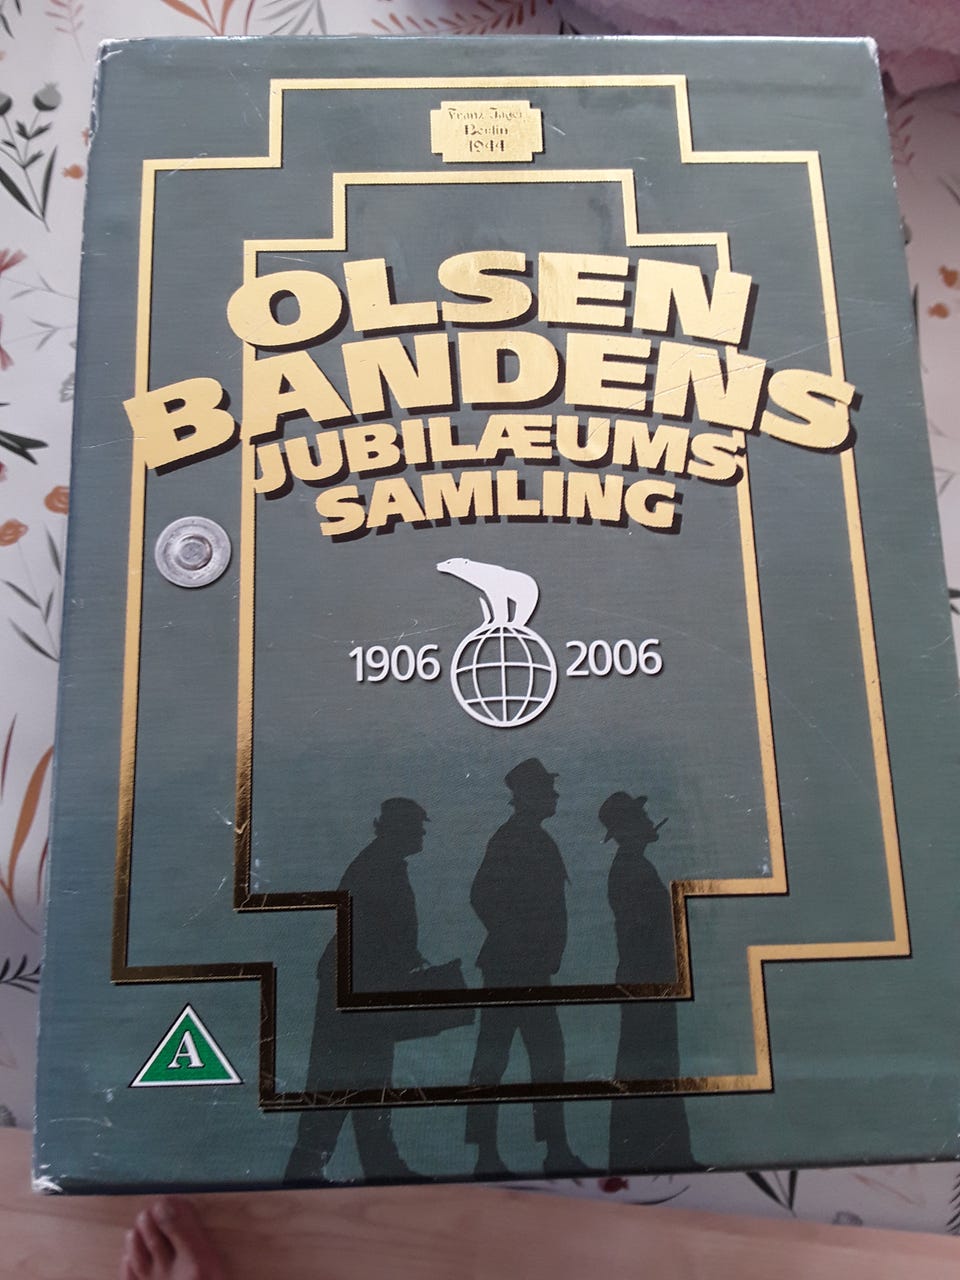 Franz Jäger
Berlin
1944
OLSEN
BANDENS
JUBILÆUMS
SAMLING
1906
2006
A